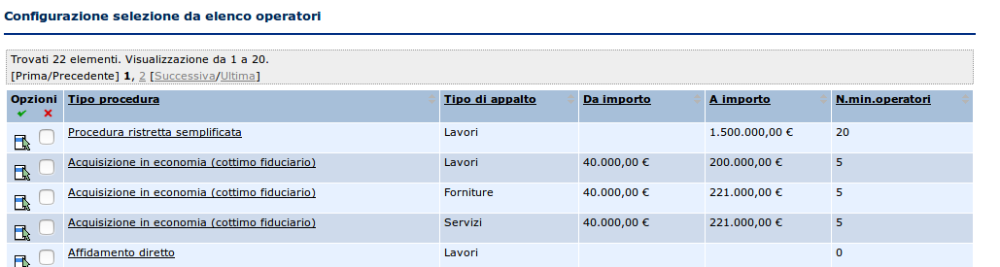 Configurazione selezione da elenco operatori
Trovati 22 elementi. Visualizzazione da 1 a 20.
[Prima/Precedente] 1, 2 [Successiva/Ultima]
Opzioni Tipo procedura Tipo di appalto Da importo A importo N.min.operatori
Procedura ristretta semplificata Lavori 1.500.000,00 € 20
Acquisizione in economia (cottimo fiduciario) Lavori 40.000,00 € 200.000,00 € 5
Acquisizione in economia (cottimo fiduciario) Forniture 40.000,00 € 221.000,00 € 5
Acquisizione in economia (cottimo fiduciario) Servizi 40.000,00 € 221.000,00 € 5
Affidamento diretto Lavori 0